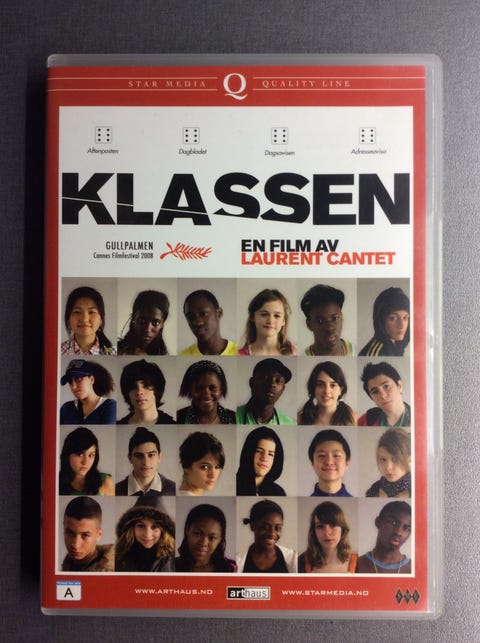 STAR MEDIA Q QUALITY LINE
Aftenposten Dagbladet Dagsavisen Adresseavisa
KLASSEN
GULLPALMEN
Cannes Filmfestival 2008
EN FILM AV
LAURENT CANTET
A
WWW.ARTHAUS.NO arthaus WWW.STARMEDIA.NO